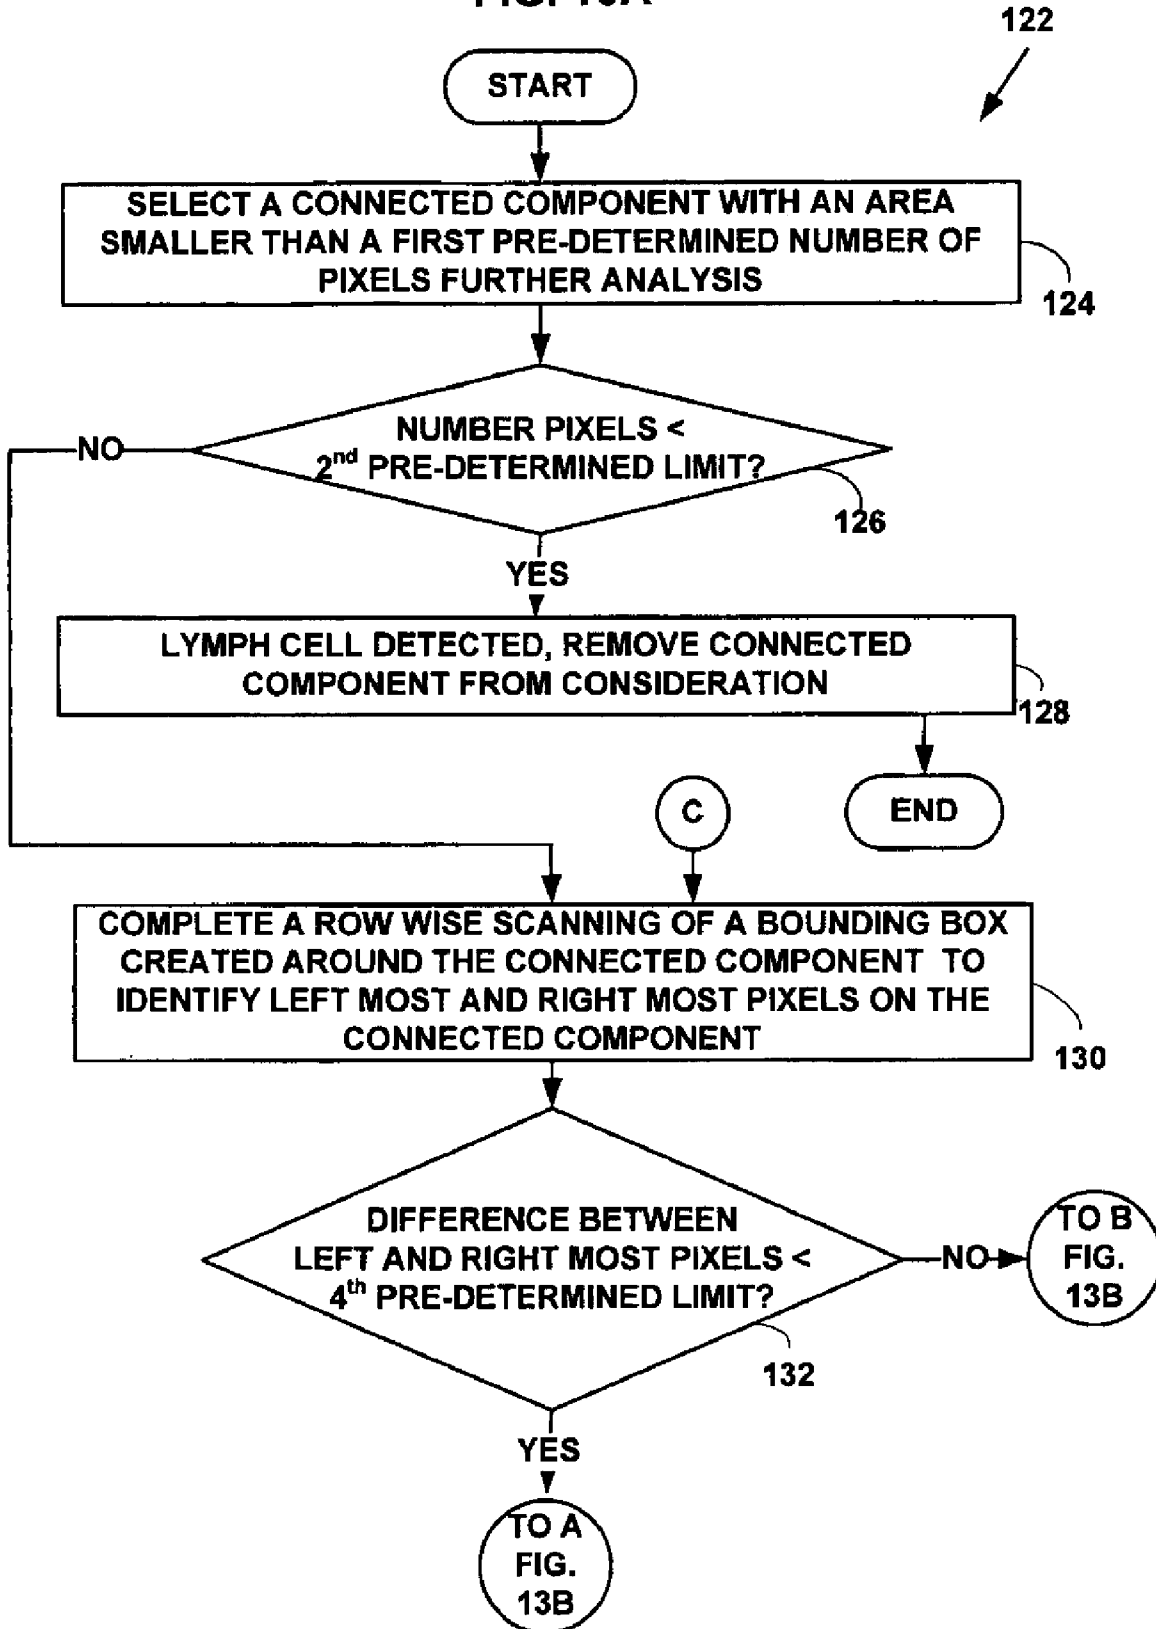 122
START
SELECT A CONNECTED COMPONENT WITH AN AREA
SMALLER THAN A FIRST PRE-DETERMINED NUMBER OF
PIXELS FURTHER ANALYSIS
124
NUMBER PIXELS <
2nd PRE-DETERMINED LIMIT?
NO
126
YES
LYMPH CELL DETECTED, REMOVE CONNECTED
COMPONENT FROM CONSIDERATION
128
C
END
COMPLETE A ROW WISE SCANNING OF A BOUNDING BOX
CREATED AROUND THE CONNECTED COMPONENT TO
IDENTIFY LEFT MOST AND RIGHT MOST PIXELS ON THE
CONNECTED COMPONENT
130
DIFFERENCE BETWEEN
LEFT AND RIGHT MOST PIXELS <
4th PRE-DETERMINED LIMIT?
NO
TO B
FIG.
13B
132
YES
TO A
FIG.
13B